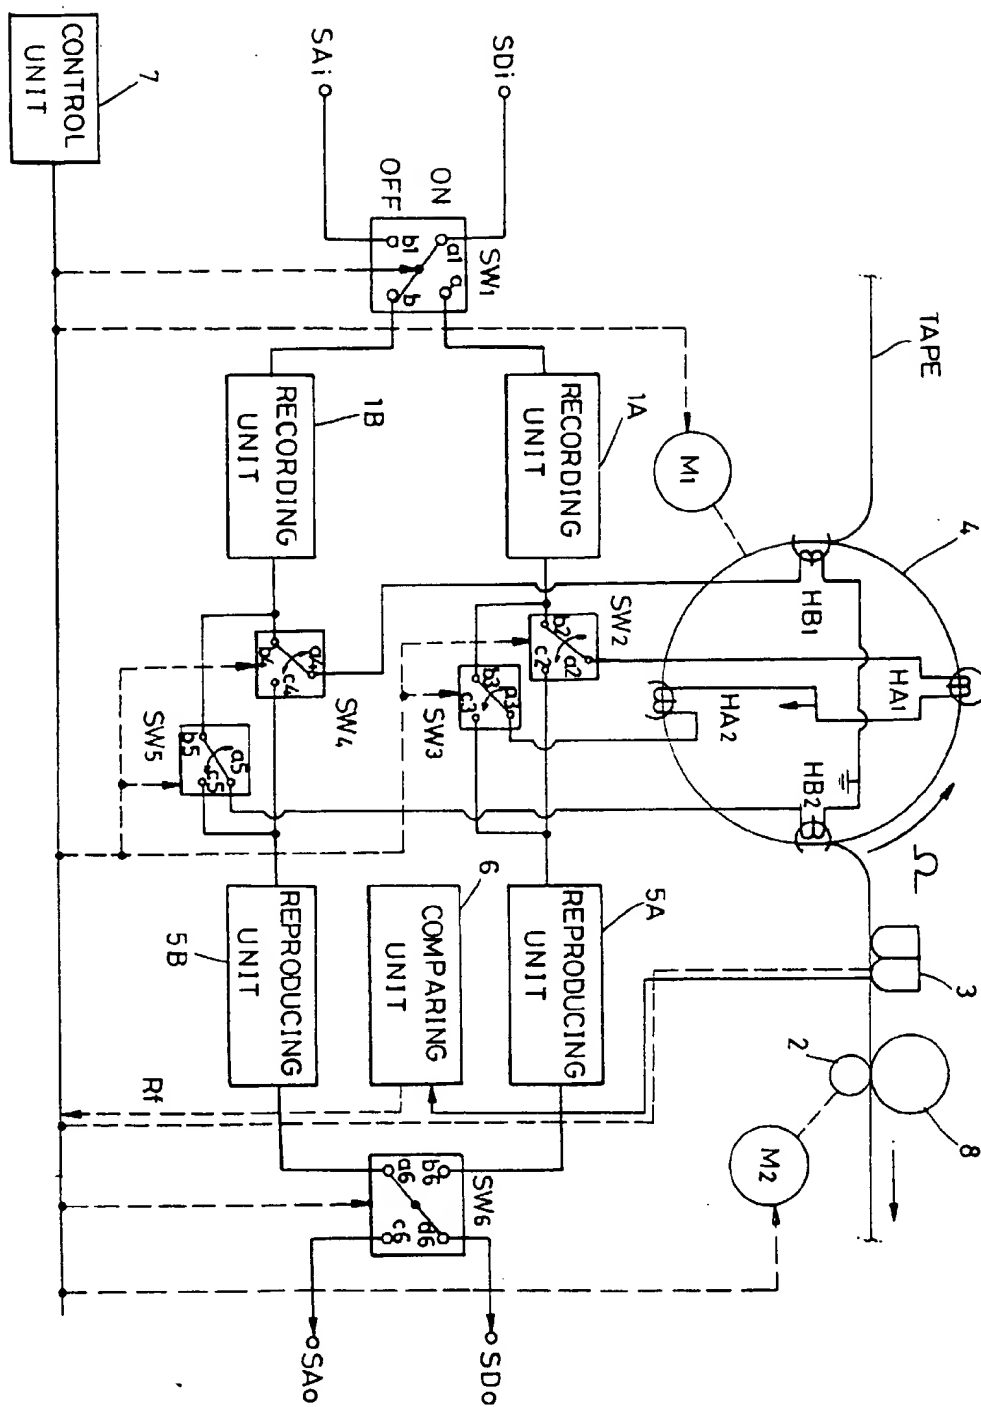 TAPE
4
HA1
HB1
HA2
HB2
Ω
3
2
8
M1
M2
SDi
SAi
ON
OFF
SW1
a1
a
b1
b
1A
RECORDING
UNIT
1B
RECORDING
UNIT
SW2
b2
a2
c2
SW3
b3
a3
c3
SW4
a4
b4
c4
SW5
a5
b5
c5
5A
REPRODUCING
UNIT
6
COMPARING
UNIT
5B
REPRODUCING
UNIT
Rf
SW6
b6
d6
a6
c6
SDo
SAo
7
CONTROL
UNIT